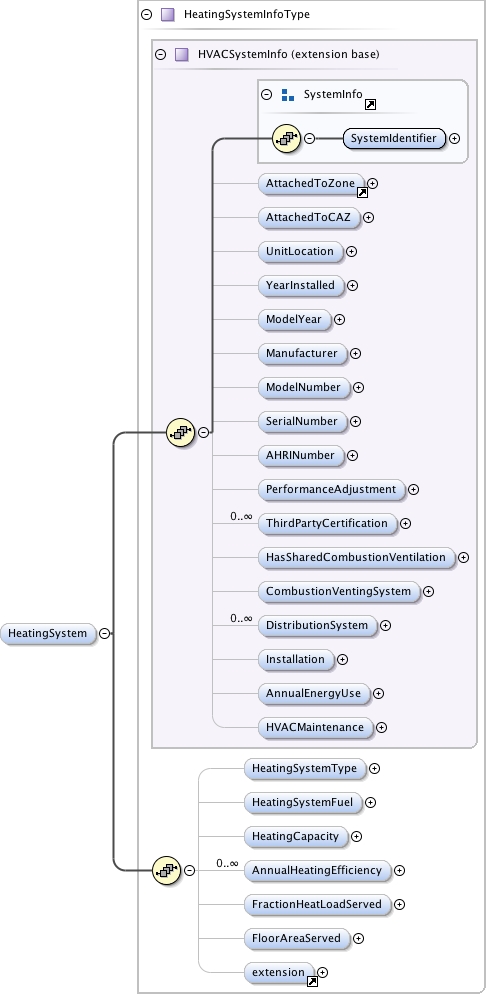 HeatingSystemInfoType
HVACSystemInfo (extension base)
SystemInfo
SystemIdentifier
AttachedToZone
AttachedToCAZ
UnitLocation
YearInstalled
ModelYear
Manufacturer
ModelNumber
SerialNumber
AHRINumber
PerformanceAdjustment
0..∞
ThirdPartyCertification
HasSharedCombustionVentilation
CombustionVentingSystem
0..∞
DistributionSystem
HeatingSystem
Installation
AnnualEnergyUse
HVACMaintenance
HeatingSystemType
HeatingSystemFuel
HeatingCapacity
0..∞
AnnualHeatingEfficiency
FractionHeatLoadServed
FloorAreaServed
extension